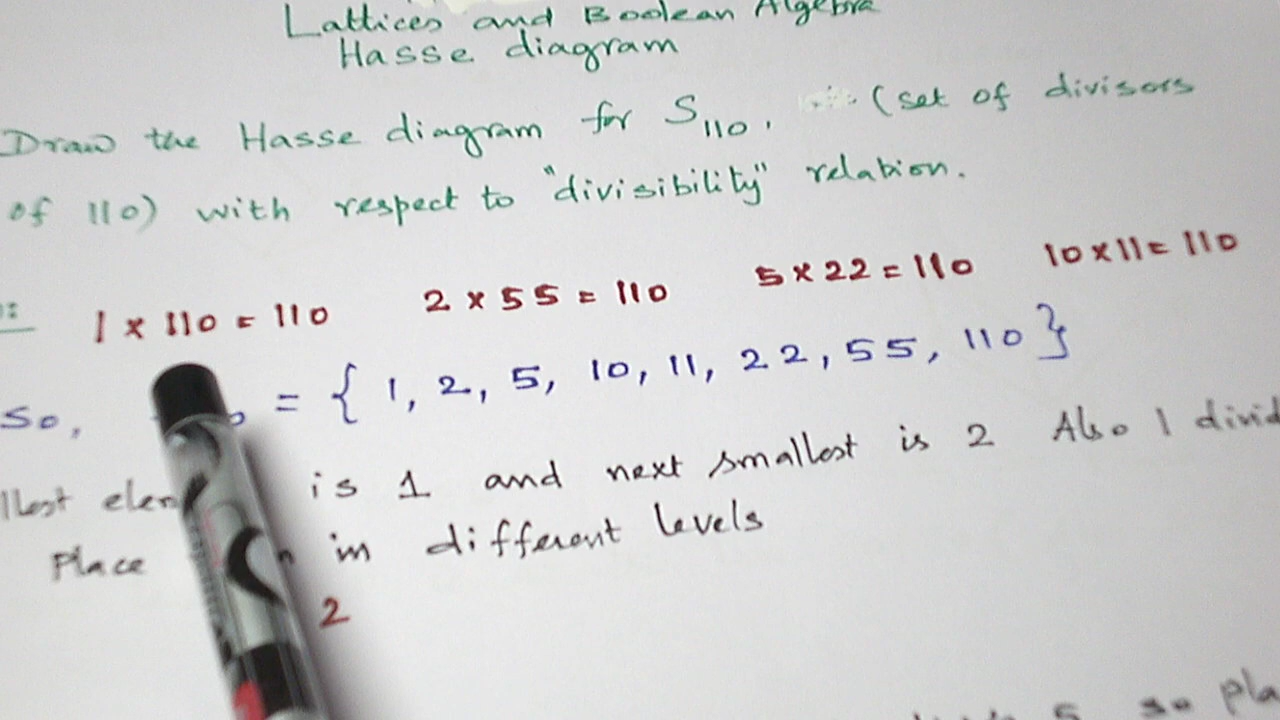 Lattices and Boolean Algebra
Hasse diagram
Draw the Hasse diagram for S110, (set of divisors
of 110) with respect to "divisibility" relation.
1 x 110 = 110 2 x 55 = 110 5 x 22 = 110 10 x 11 = 110
So, = { 1, 2, 5, 10, 11, 22, 55, 110 }
is 1 and next smallest is 2 Also 1
Place in different levels
2
5 so